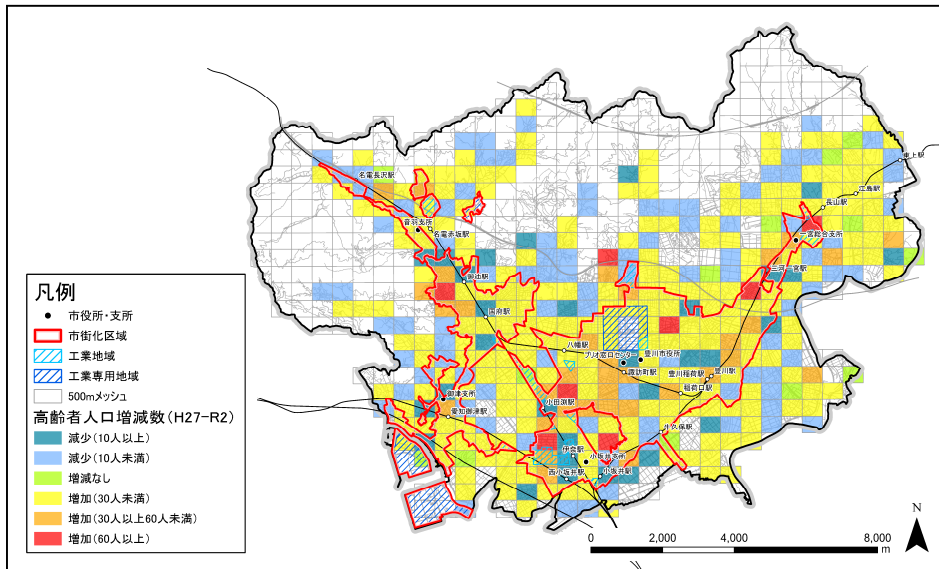 東上駅
江島駅
長山駅
一宮総合支所
三河一宮駅
名電長沢駅
音羽支所
名電赤坂駅
御油駅
国府駅
八幡駅
プリオ窓口センター
豊川市役所
諏訪町駅
豊川稲荷駅
豊川駅
稲荷口駅
御津支所
愛知御津駅
小田渕駅
牛久保駅
伊奈駅
小坂井支所
西小坂井駅
小坂井駅
凡例
市役所・支所
市街化区域
工業地域
工業専用地域
500mメッシュ
高齢者人口増減数(H27-R2)
減少(10人以上)
減少(10人未満)
増減なし
増加(30人未満)
増加(30人以上60人未満)
増加(60人以上)
N
0 2,000 4,000 8,000
m